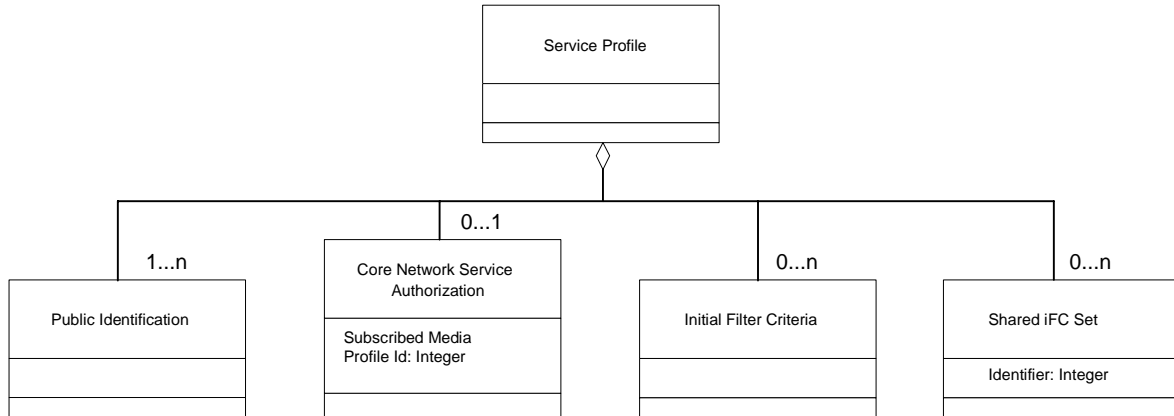 Service Profile
0...1
1...n
0...n
0...n
Public Identification
Core Network Service
Authorization
Initial Filter Criteria
Shared iFC Set
Subscribed Media
Profile Id: Integer
Identifier: Integer